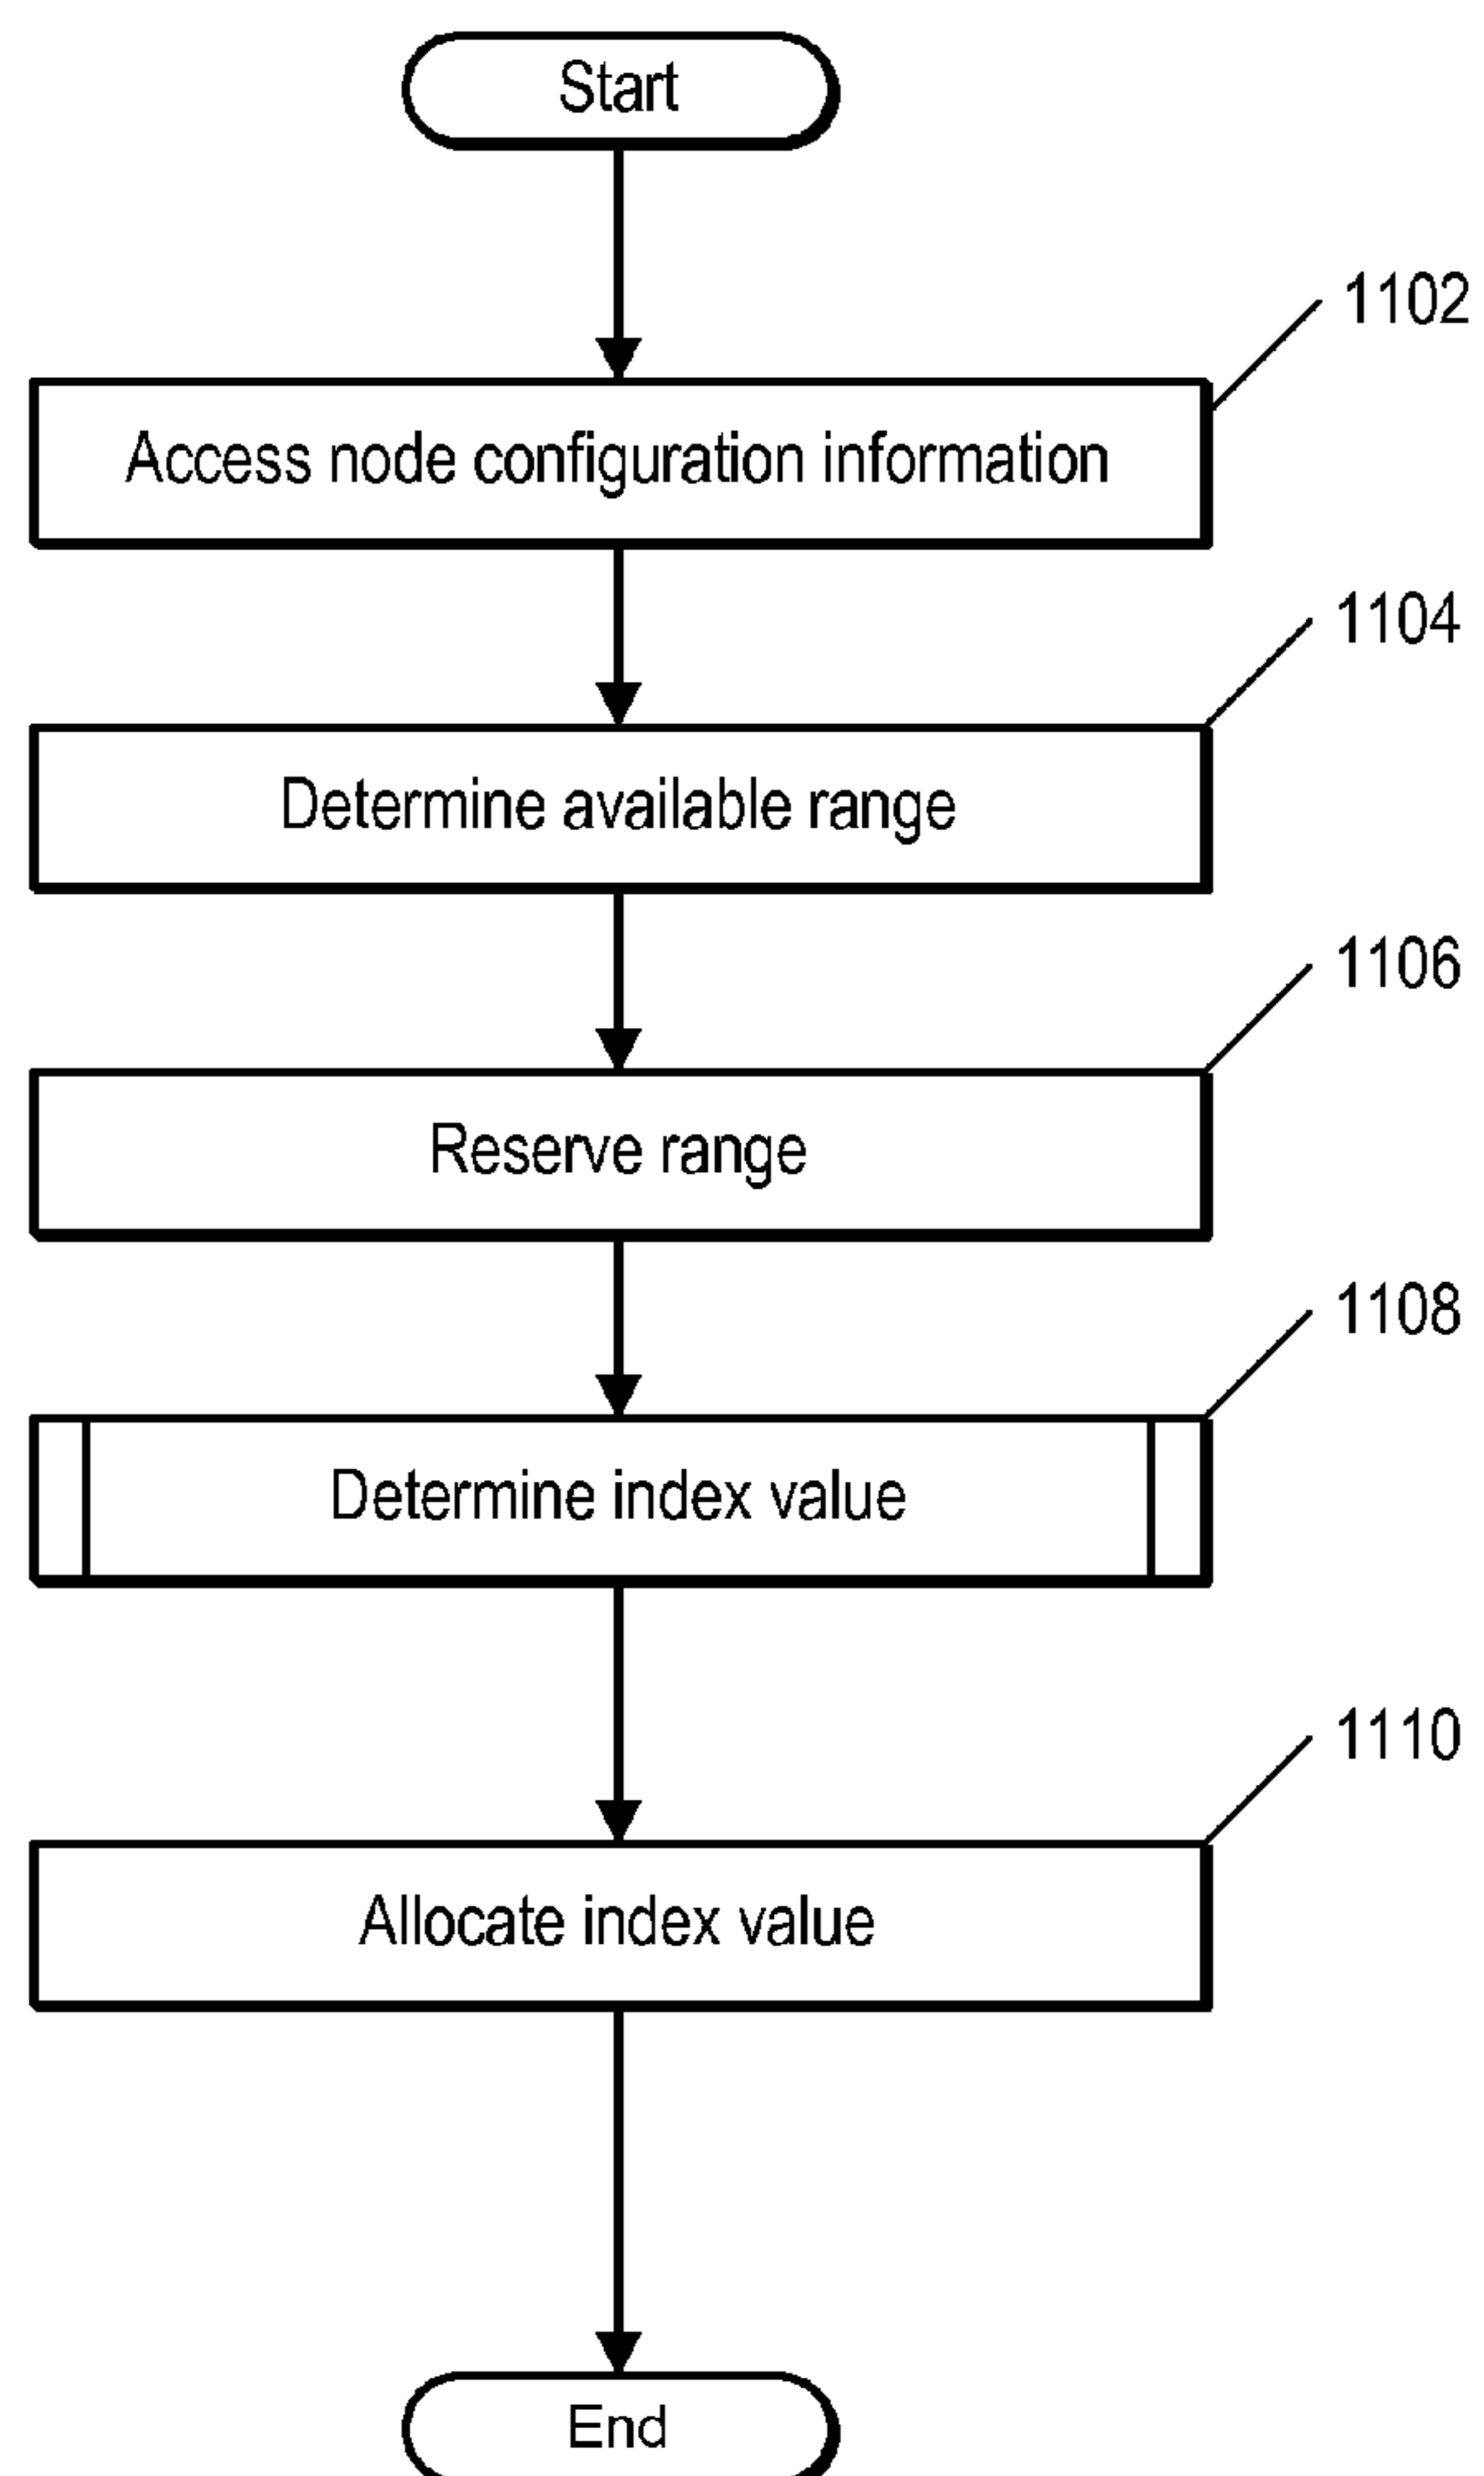 Start
1102
Access node configuration information
1104
Determine available range
1106
Reserve range
1108
Determine index value
1110
Allocate index value
End